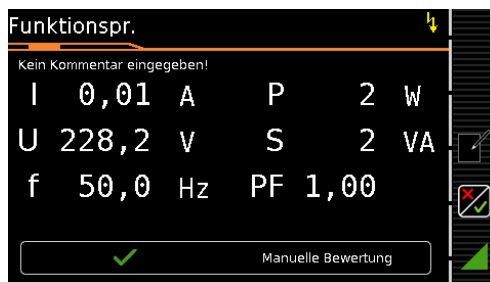 Funktionspr.
Kein Kommentar eingegeben!
I 0,01 A P 2 W
U 228,2 V S 2 VA
f 50,0 Hz PF 1,00
Manuelle Bewertung